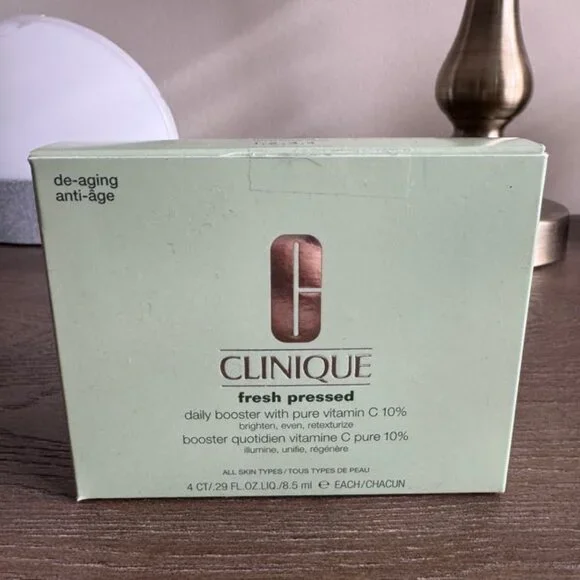 de-aging
anti-âge
CLINIQUE
fresh pressed
daily booster with pure vitamin C 10%
brighten, even, retexturize
booster quotidien vitamine C pure 10%
illumine, unifie, régénère
ALL SKIN TYPES/TOUS TYPES DE PEAU
4 CT/.29 FL.OZ.LIQ./8.5 ml ℮ EACH/CHACUN